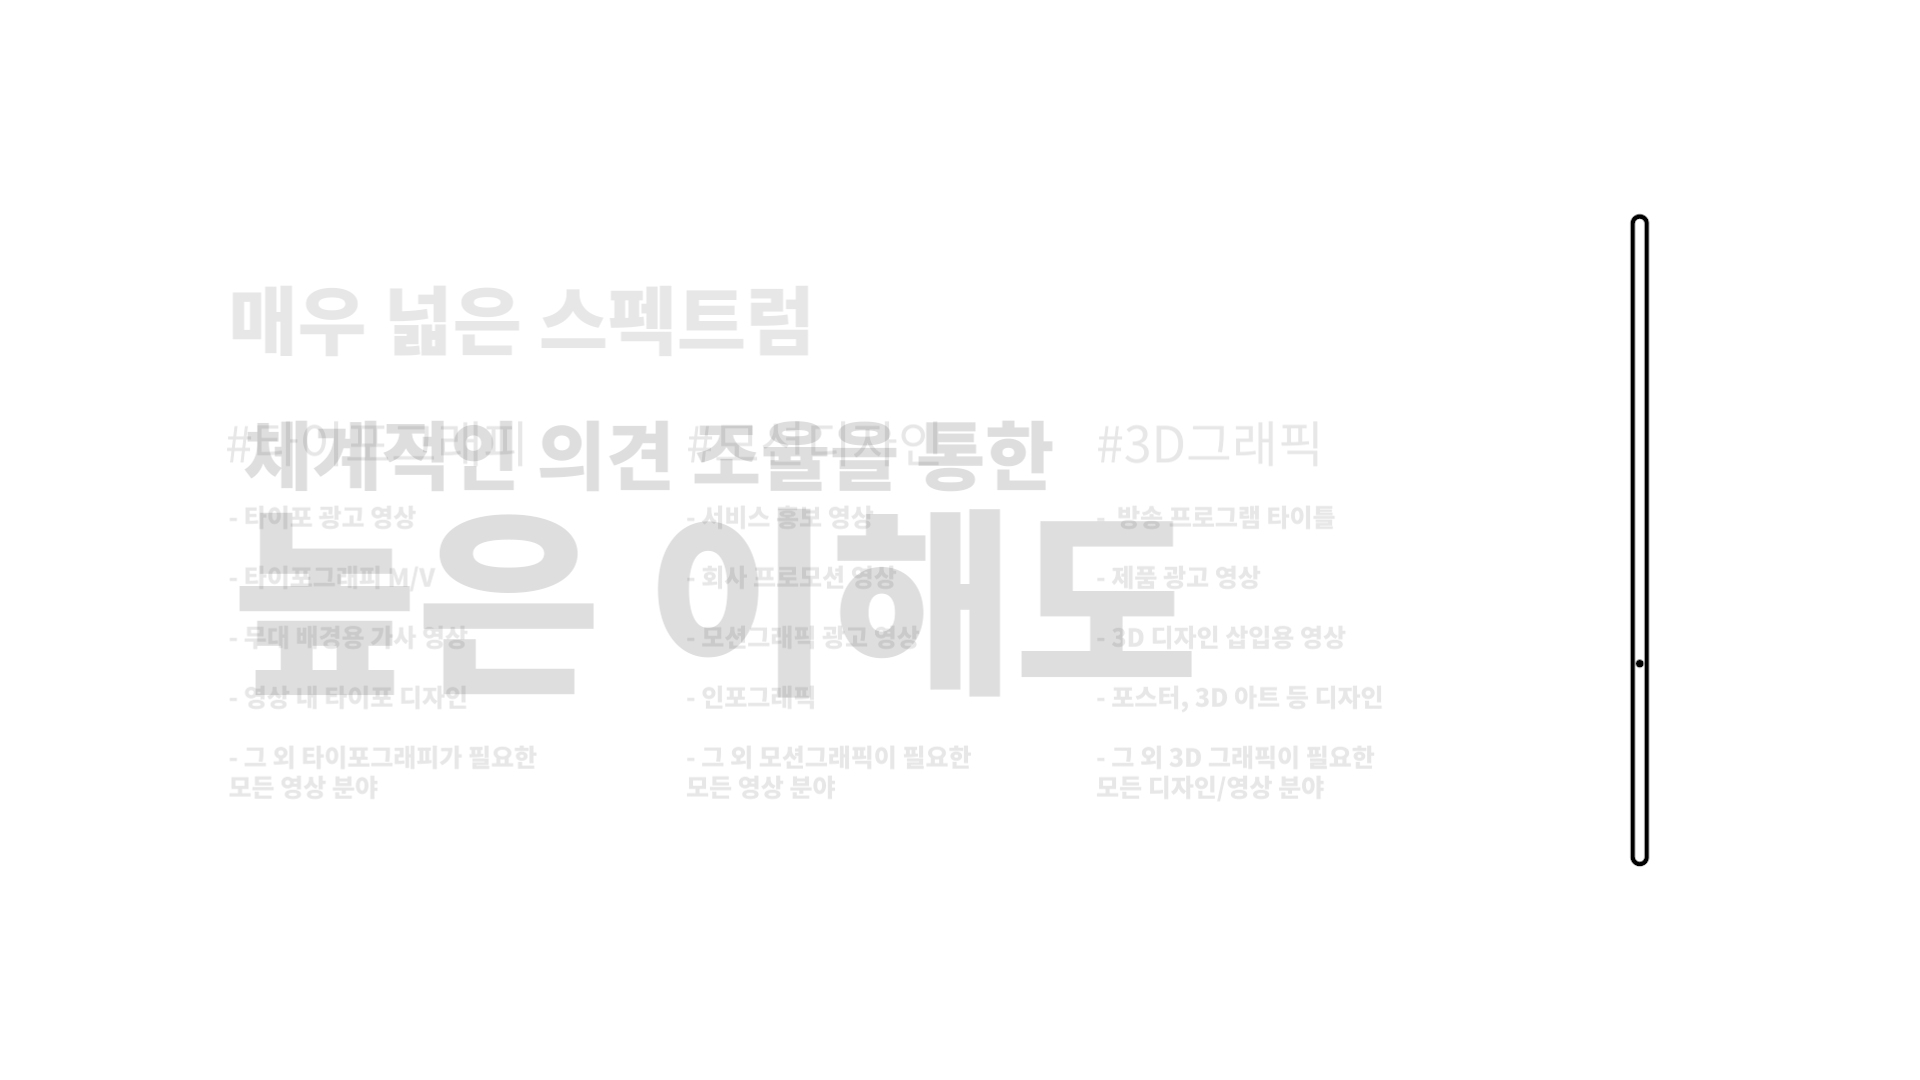 매우 넓은 스펙트럼
#타이포그래피
#모션디자인
#3D그래픽
체계적인 의견 조율을 통한
높은 이해도
- 타이포 광고 영상
- 타이포그래피 M/V
- 무대 배경용 가사 영상
- 영상 내 타이포 디자인
- 그 외 타이포그래피가 필요한
모든 영상 분야
- 서비스 홍보 영상
- 회사 프로모션 영상
- 모션그래픽 광고 영상
- 인포그래픽
- 그 외 모션그래픽이 필요한
모든 영상 분야
- 방송 프로그램 타이틀
- 제품 광고 영상
- 3D 디자인 삽입용 영상
- 포스터, 3D 아트 등 디자인
- 그 외 3D 그래픽이 필요한
모든 디자인/영상 분야